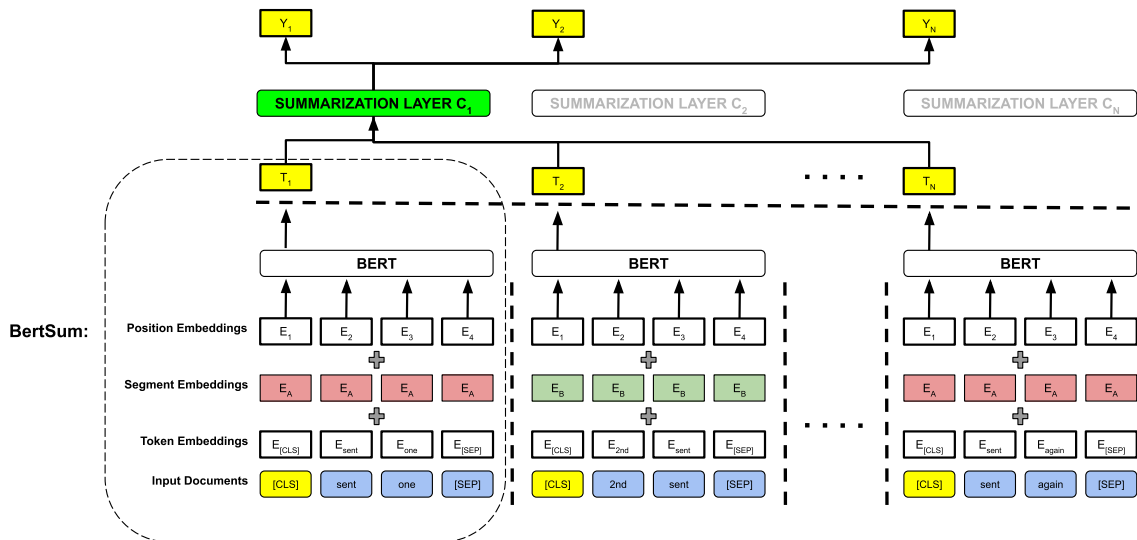 Y1 Y2 YN
SUMMARIZATION LAYER C1 SUMMARIZATION LAYER C2 SUMMARIZATION LAYER CN
T1 T2 . . . . TN
BERT BERT BERT
BertSum:
Position Embeddings E1 E2 E3 E4 E1 E2 E3 E4 E1 E2 E3 E4
Segment Embeddings EA EA EA EA EB EB EB EB EA EA EA EA
Token Embeddings E[CLS] Esent Eone E[SEP] E[CLS] E2nd Esent E[SEP] . . . . E[CLS] Esent Eagain E[SEP]
Input Documents [CLS] sent one [SEP] [CLS] 2nd sent [SEP] [CLS] sent again [SEP]